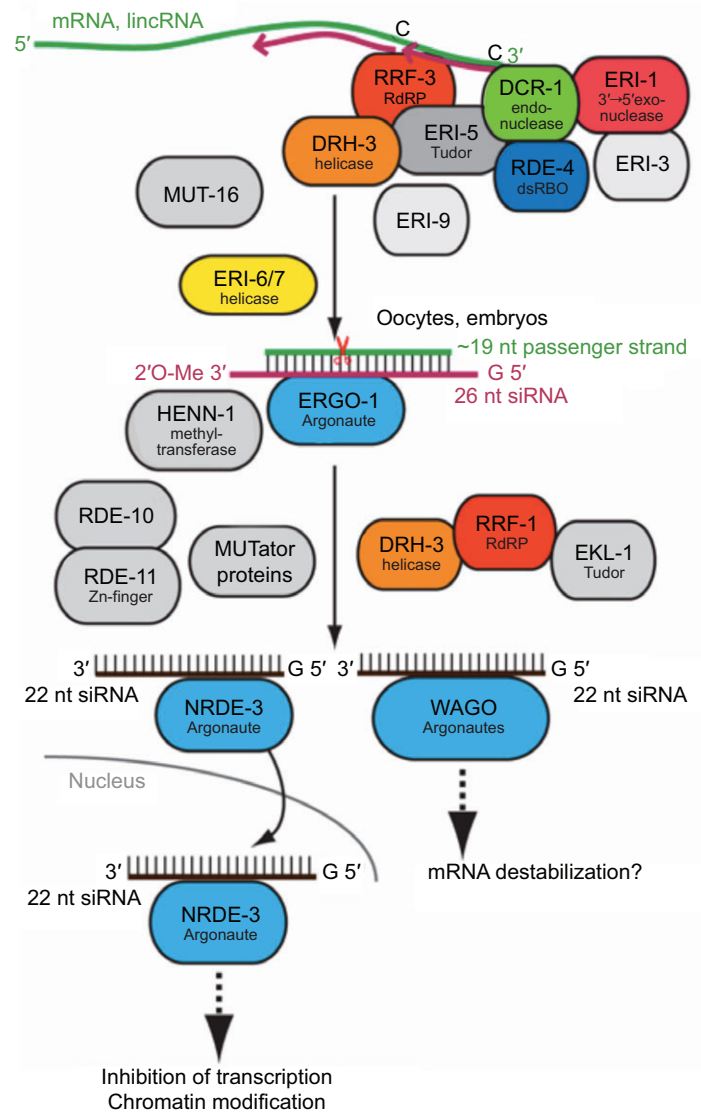 mRNA, lincRNA
5′
C
C 3′
RRF-3
RdRP
DCR-1
endo-
nuclease
ERI-1
3′→5′exo-
nuclease
DRH-3
helicase
ERI-5
Tudor
RDE-4
dsRBO
ERI-3
MUT-16
ERI-9
ERI-6/7
helicase
Oocytes, embryos
~19 nt passenger strand
2′O-Me 3′
G 5′
26 nt siRNA
ERGO-1
Argonaute
HENN-1
methyl-
transferase
RDE-10
RDE-11
Zn-finger
MUTator
proteins
DRH-3
helicase
RRF-1
RdRP
EKL-1
Tudor
3′ G 5′ 3′ G 5′
22 nt siRNA 22 nt siRNA
NRDE-3
Argonaute
WAGO
Argonautes
Nucleus
3′ G 5′
22 nt siRNA
NRDE-3
Argonaute
mRNA destabilization?
Inhibition of transcription
Chromatin modification